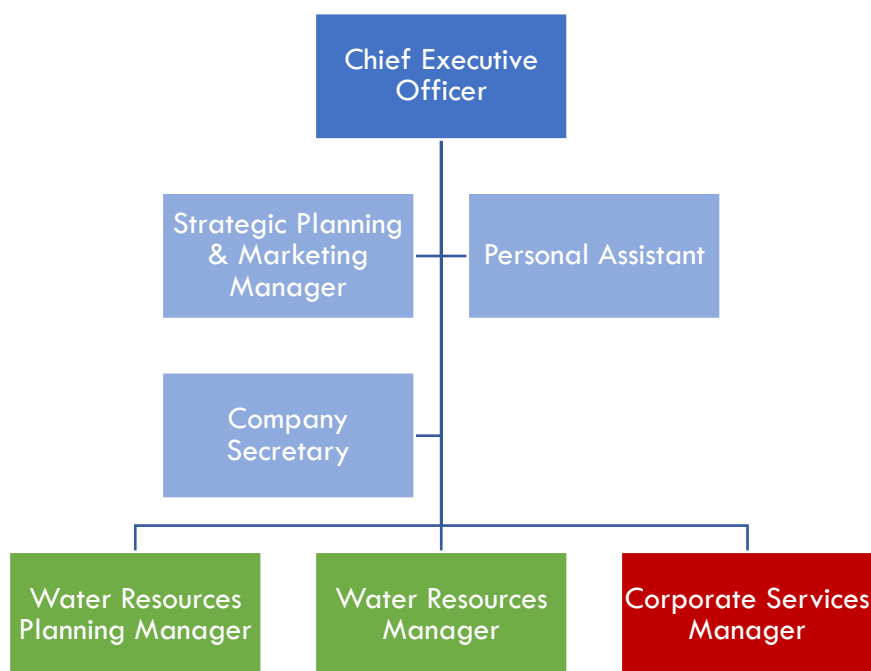 Chief Executive
Officer
Strategic Planning
& Marketing
Manager
Personal Assistant
Company
Secretary
Water Resources
Planning Manager
Water Resources
Manager
Corporate Services
Manager